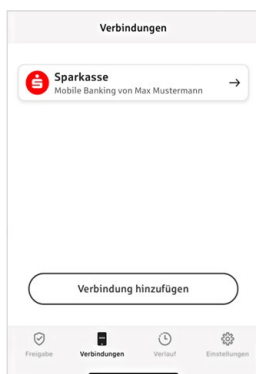 Verbindungen
Sparkasse
Mobile Banking von Max Mustermann
Verbindung hinzufügen
Freigabe Verbindungen Verlauf Einstellungen